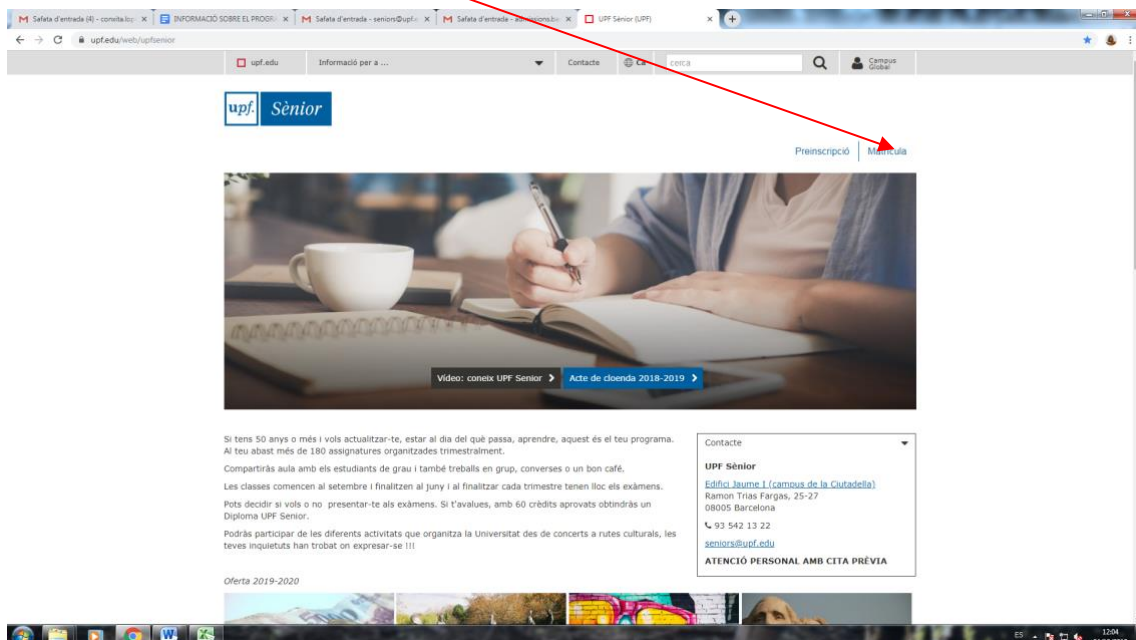 Safata d'entrada (4) - convita.lop
INFORMACIÓ SOBRE EL PROGR
Safata d'entrada - seniors@upf.e
Safata d'entrada - admissions.ba
UPF Sènior (UPF)
upf.edu/web/upfsenior
upf.edu
Informació per a ...
Contacte
Ca
cerca
Campus
Global
upf. Sènior
Preinscripció
Matrícula
Vídeo: coneix UPF Senior
Acte de cloenda 2018-2019
Si tens 50 anys o més i vols actualitzar-te, estar al dia del què passa, aprendre, aquest és el teu programa.
Al teu abast més de 180 assignatures organitzades trimestralment.
Compartiràs aula amb els estudiants de grau i també treballs en grup, converses o un bon cafè.
Les classes comencen al setembre i finalitzen al juny i al finalitzar cada trimestre tenen lloc els exàmens.
Pots decidir si vols o no presentar-te als exàmens. Si t'avalues, amb 60 crèdits aprovats obtindràs un
Diploma UPF Senior.
Podràs participar de les diferents activitats que organitza la Universitat des de concerts a rutes culturals, les
teves inquietuts han trobat on expresar-se !!!
Contacte
UPF Sènior
Edifici Jaume I (campus de la Ciutadella)
Ramon Trias Fargas, 25-27
08005 Barcelona
93 542 13 22
seniors@upf.edu
ATENCIÓ PERSONAL AMB CITA PRÈVIA
Oferta 2019-2020
ES
12:04